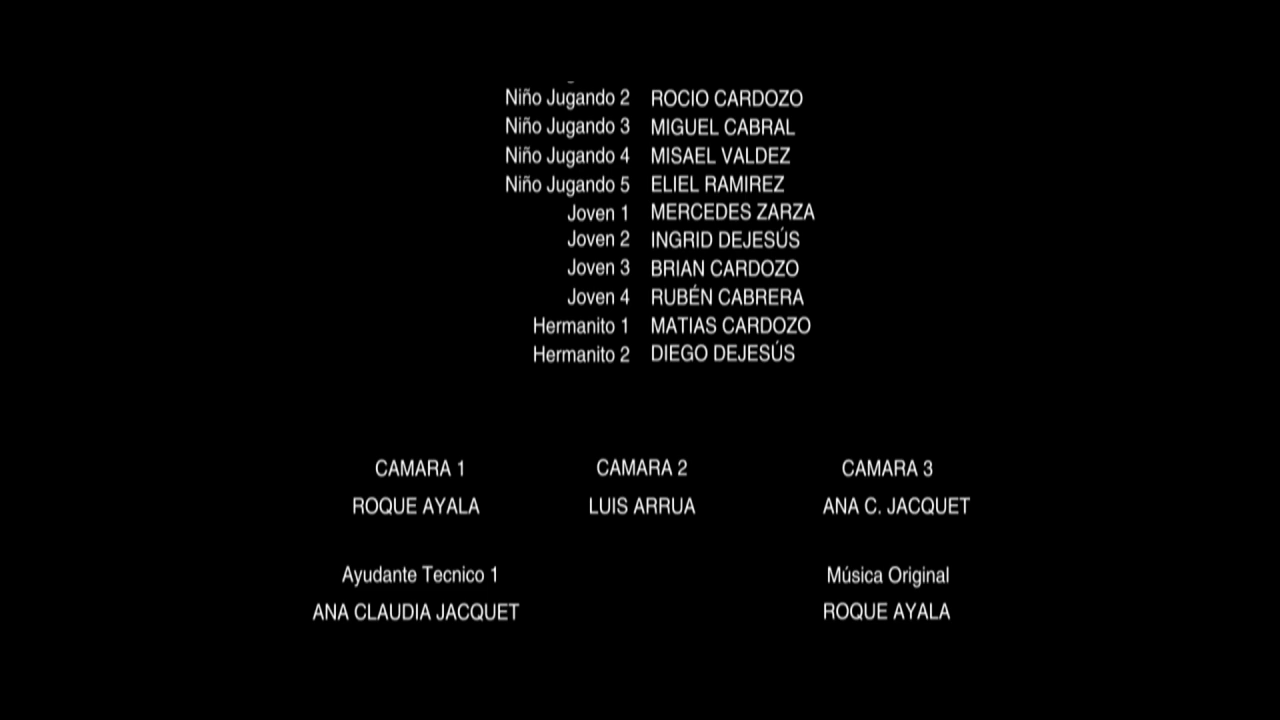 Niño Jugando 2 ROCIO CARDOZO
Niño Jugando 3 MIGUEL CABRAL
Niño Jugando 4 MISAEL VALDEZ
Niño Jugando 5 ELIEL RAMIREZ
Joven 1 MERCEDES ZARZA
Joven 2 INGRID DEJESÚS
Joven 3 BRIAN CARDOZO
Joven 4 RUBÉN CABRERA
Hermanito 1 MATIAS CARDOZO
Hermanito 2 DIEGO DEJESÚS
CAMARA 1 CAMARA 2 CAMARA 3
ROQUE AYALA LUIS ARRUA ANA C. JACQUET
Ayudante Tecnico 1 Música Original
ANA CLAUDIA JACQUET ROQUE AYALA